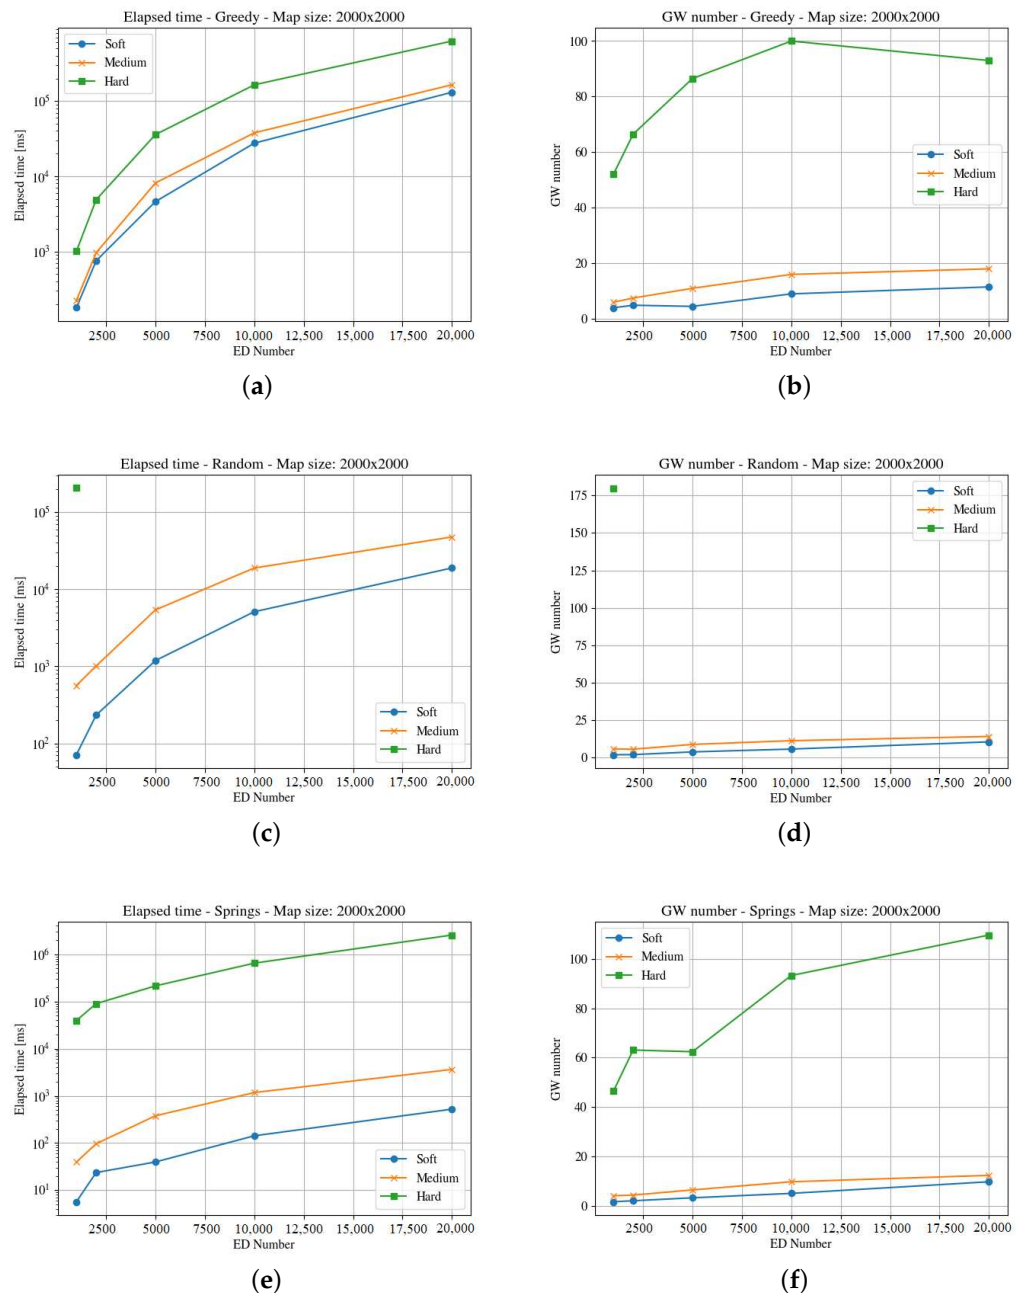 Elapsed time - Greedy - Map size: 2000x2000
Soft
Medium
Hard
Elapsed time [ms]
10^5
10^4
10^3
2500 5000 7500 10,000 12,500 15,000 17,500 20,000
ED Number
(a)
GW number - Greedy - Map size: 2000x2000
100
80
60
40
20
0
GW number
Soft
Medium
Hard
2500 5000 7500 10,000 12,500 15,000 17,500 20,000
ED Number
(b)
Elapsed time - Random - Map size: 2000x2000
Elapsed time [ms]
10^5
10^4
10^3
10^2
Soft
Medium
Hard
2500 5000 7500 10,000 12,500 15,000 17,500 20,000
ED Number
(c)
GW number - Random - Map size: 2000x2000
175
150
125
100
75
50
25
0
GW number
Soft
Medium
Hard
2500 5000 7500 10,000 12,500 15,000 17,500 20,000
ED Number
(d)
Elapsed time - Springs - Map size: 2000x2000
Elapsed time [ms]
10^6
10^5
10^4
10^3
10^2
10^1
Soft
Medium
Hard
2500 5000 7500 10,000 12,500 15,000 17,500 20,000
ED Number
(e)
GW number - Springs - Map size: 2000x2000
Soft
Medium
Hard
100
80
60
40
20
0
GW number
2500 5000 7500 10,000 12,500 15,000 17,500 20,000
ED Number
(f)